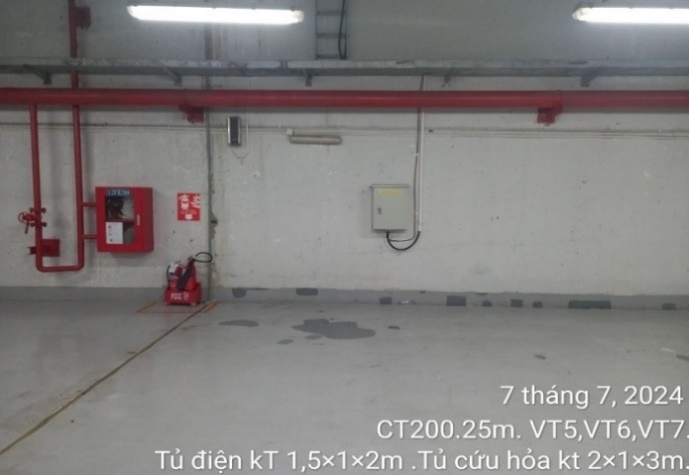 7 tháng 7, 2024
CT200.25m. VT5,VT6,VT7.
Tủ điện kT 1,5×1×2m .Tủ cứu hỏa kt 2×1×3m.